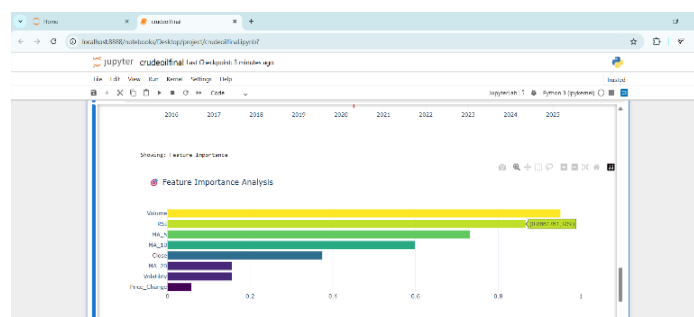 Home
crudeoilfinal
localhost:8888/notebooks/Desktop/project/crudeoilfinal.ipynb?
jupyter crudeoilfinal Last Checkpoint: 5 minutes ago
File Edit View Run Kernel Settings Help
Trusted
Code
JupyterLab
Python 3 (ipykernel)
2016 2017 2018 2019 2020 2021 2022 2023 2024 2025
Showing: Feature Importance
Feature Importance Analysis
Volume
RSI
MA_5
MA_10
Close
MA_20
Volatility
Price_Change
0 0.2 0.4 0.6 0.8 1